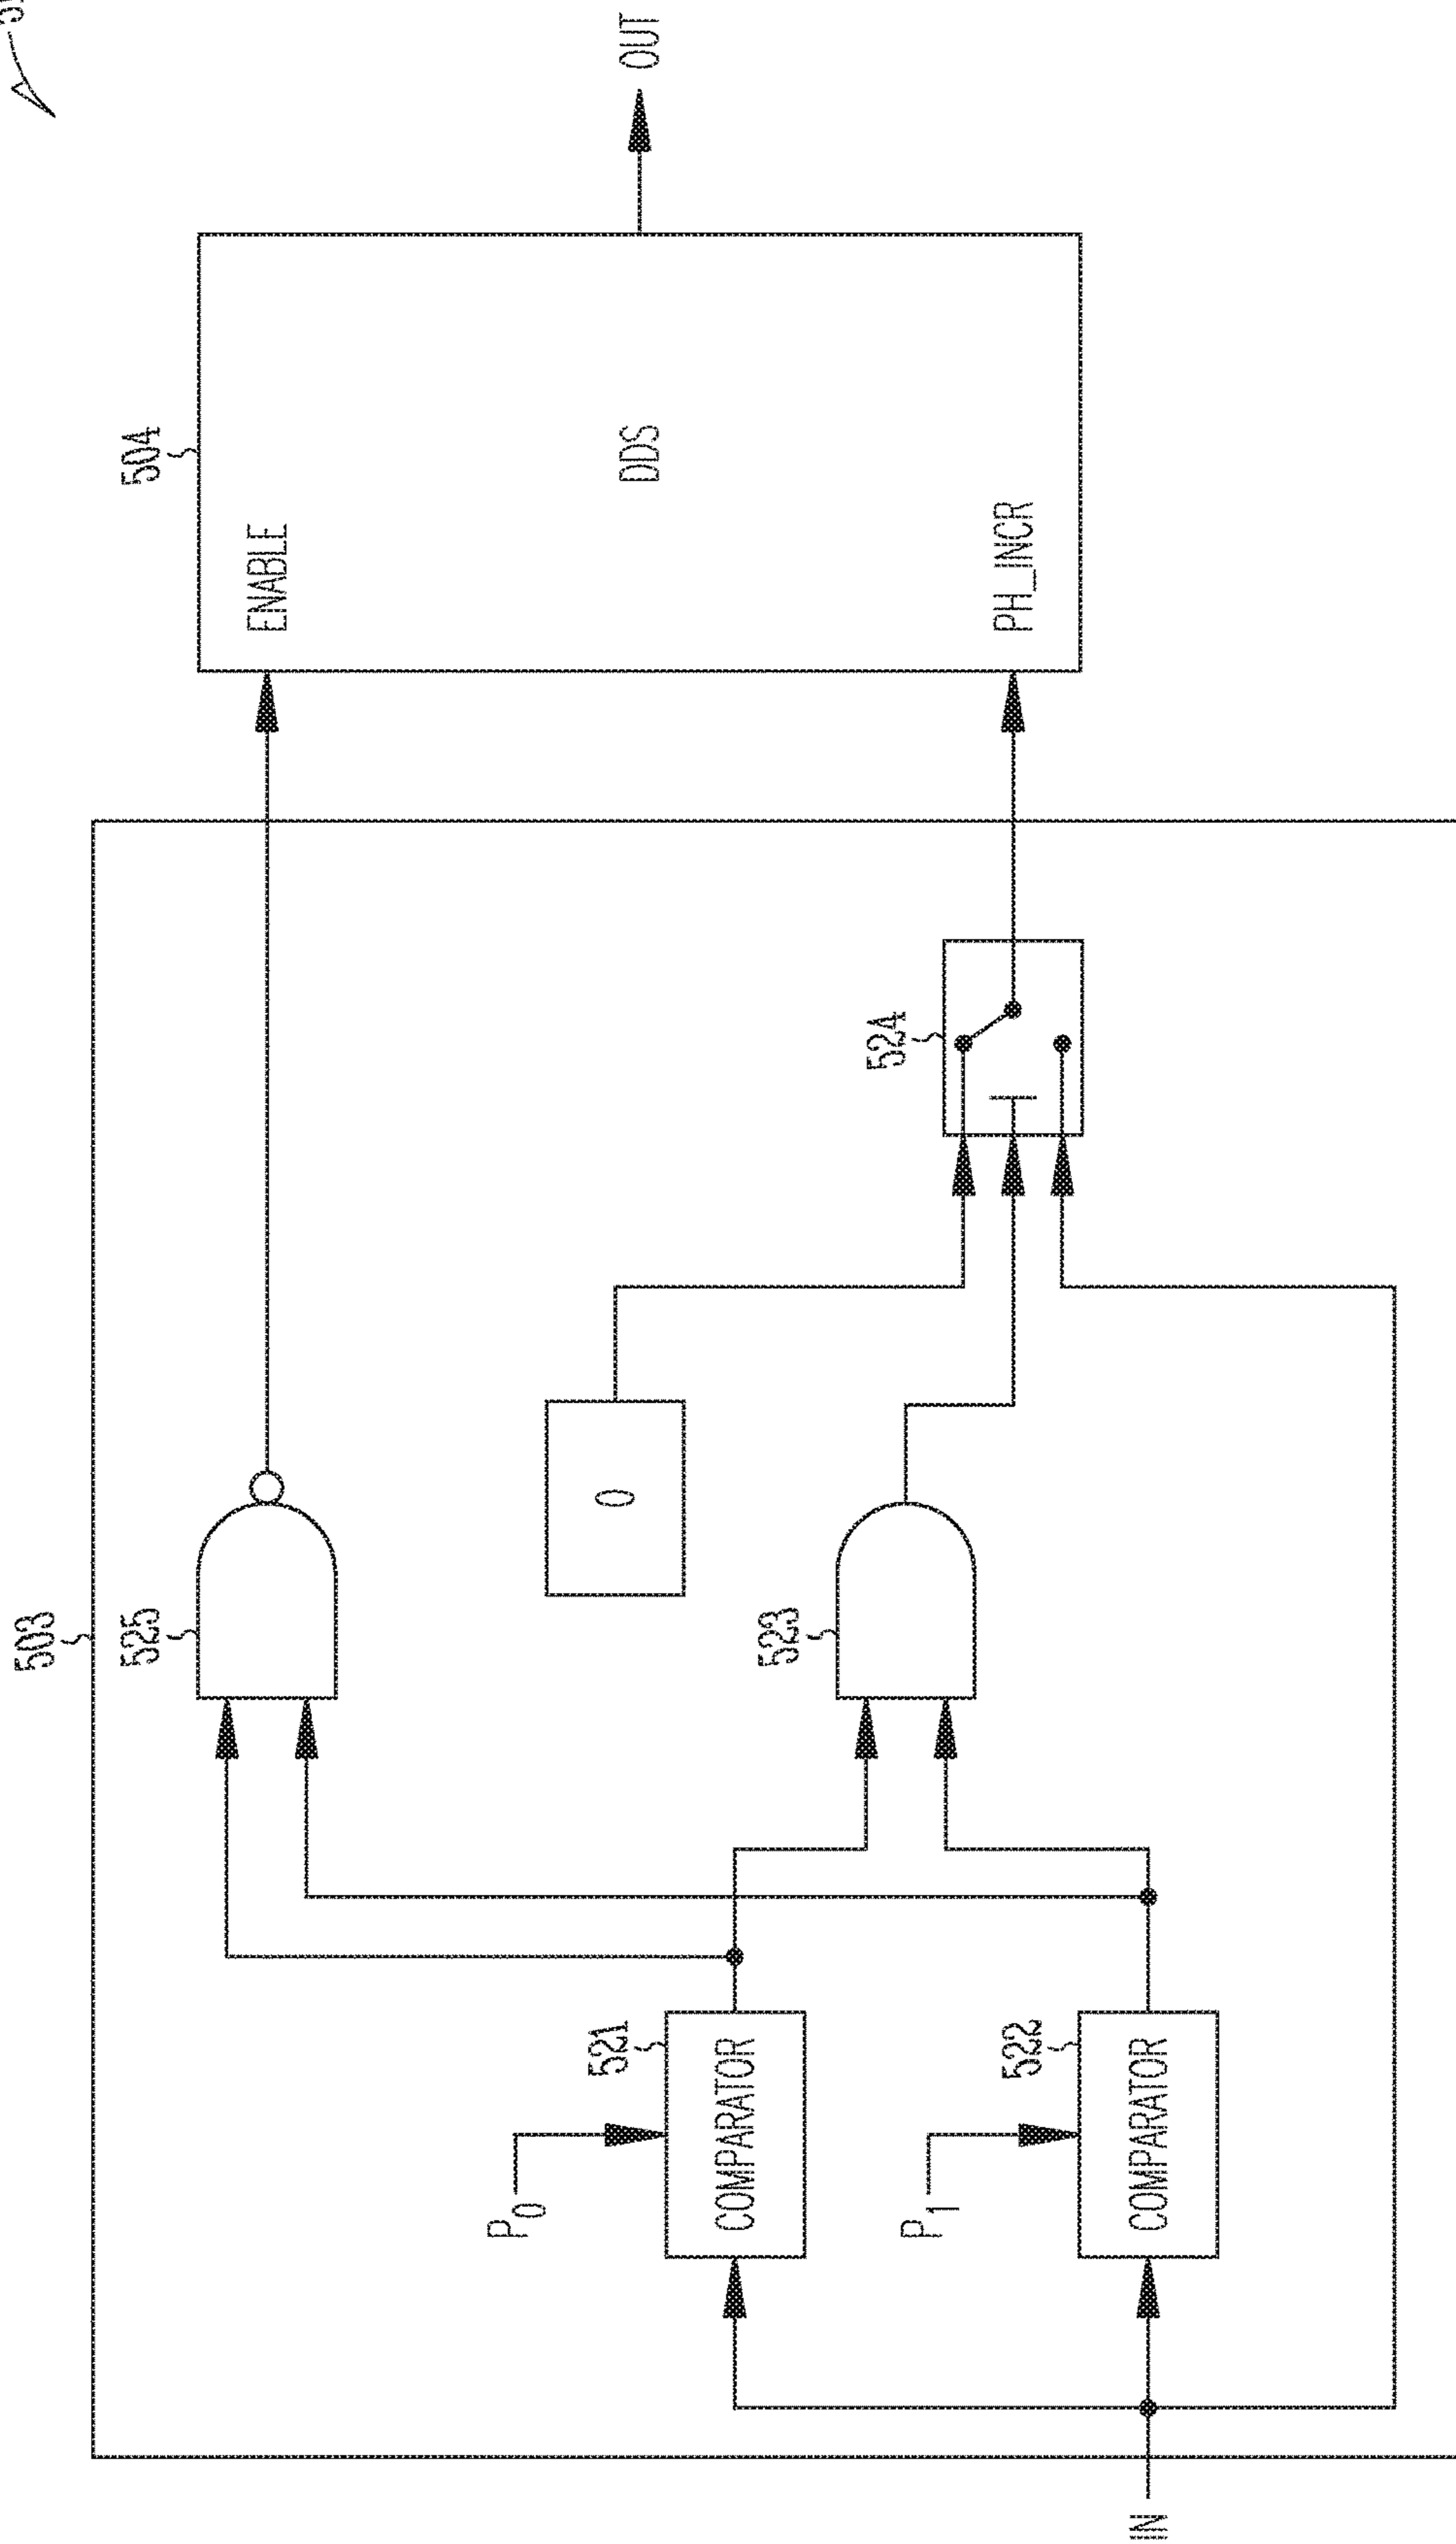 503
525
504
ENABLE
0
DDS
OUT
P0
521
COMPARATOR
523
524
PH_INCR
P1
522
COMPARATOR
IN